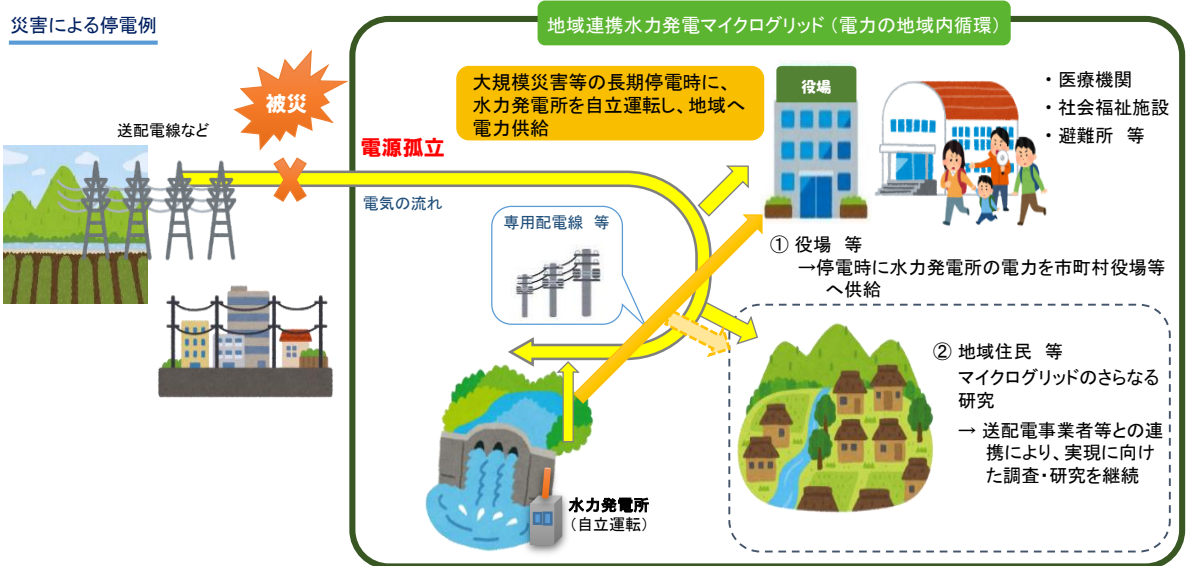 災害による停電例
地域連携水力発電マイクログリッド（電力の地域内循環）
被災
送配電線など
大規模災害等の長期停電時に、
水力発電所を自立運転し、地域へ
電力供給
役場
・医療機関
・社会福祉施設
・避難所 等
電源孤立
電気の流れ
専用配電線 等
① 役場 等
→停電時に水力発電所の電力を市町村役場等
へ供給
② 地域住民 等
マイクログリッドのさらなる
研究
→ 送配電事業者等との連
携により、実現に向け
た調査・研究を継続
水力発電所
（自立運転）